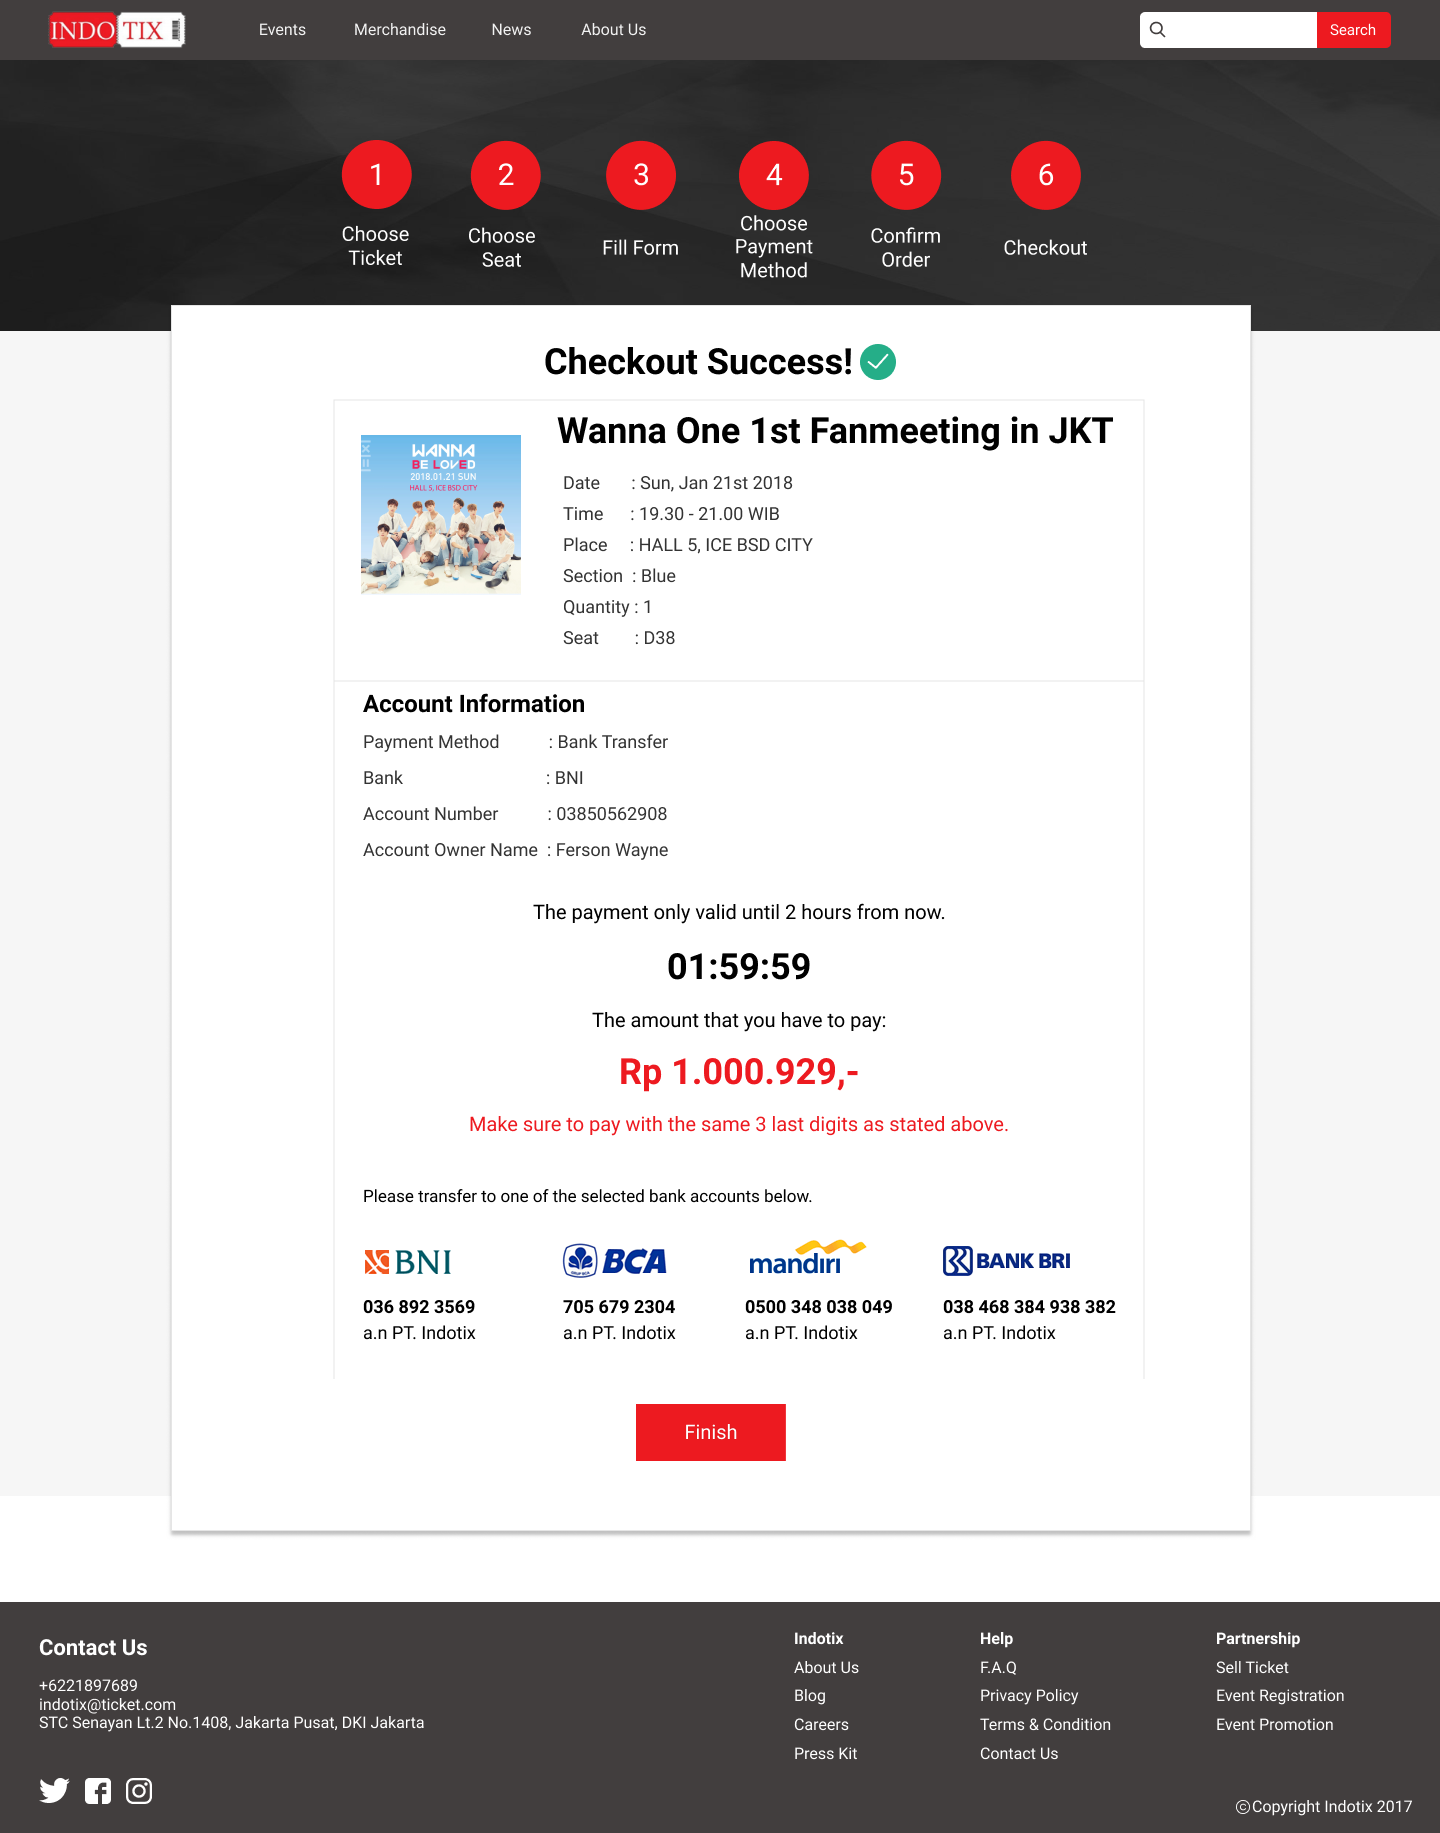 INDOTIX
Events
Merchandise
News
About Us
Search
1
2
3
4
5
6
Choose
Ticket
Choose
Seat
Fill Form
Choose
Payment
Method
Confirm
Order
Checkout
Checkout Success!
WANNA
BE LOVED
2018.01.21 SUN
HALL 5, ICE BSD CITY
Wanna One 1st Fanmeeting in JKT
Date : Sun, Jan 21st 2018
Time : 19.30 - 21.00 WIB
Place : HALL 5, ICE BSD CITY
Section : Blue
Quantity : 1
Seat : D38
Account Information
Payment Method : Bank Transfer
Bank : BNI
Account Number : 03850562908
Account Owner Name : Ferson Wayne
The payment only valid until 2 hours from now.
01:59:59
The amount that you have to pay:
Rp 1.000.929,-
Make sure to pay with the same 3 last digits as stated above.
Please transfer to one of the selected bank accounts below.
BNI
BCA
mandiri
BANK BRI
036 892 3569
705 679 2304
0500 348 038 049
038 468 384 938 382
a.n PT. Indotix
a.n PT. Indotix
a.n PT. Indotix
a.n PT. Indotix
Finish
Contact Us
+6221897689
indotix@ticket.com
STC Senayan Lt.2 No.1408, Jakarta Pusat, DKI Jakarta
Indotix
About Us
Blog
Careers
Press Kit
Help
F.A.Q
Privacy Policy
Terms & Condition
Contact Us
Partnership
Sell Ticket
Event Registration
Event Promotion
©Copyright Indotix 2017